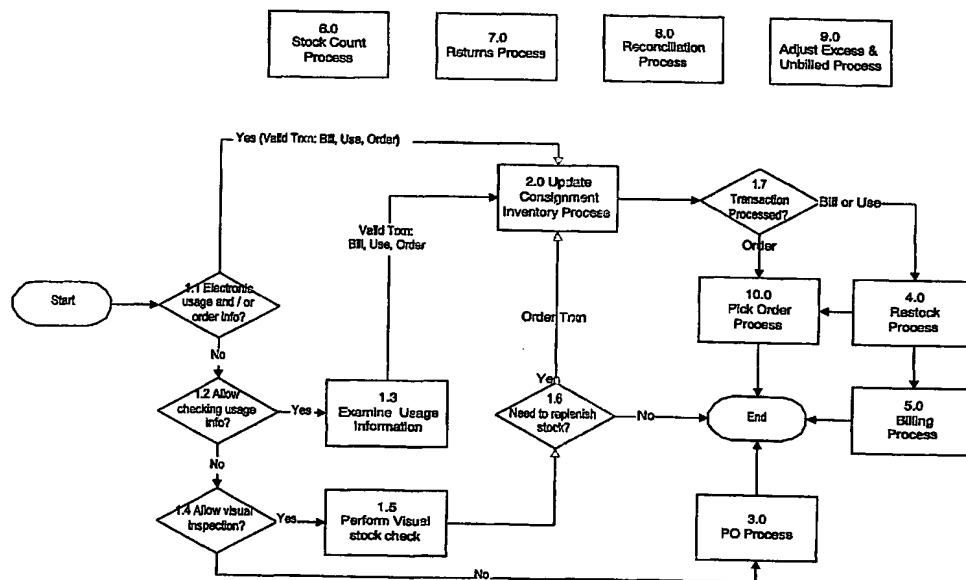 6.0
Stock Count
Process
7.0
Returns Process
8.0
Reconciliation
Process
9.0
Adjust Excess &
Unbilled Process
Yes (Valid Trxn: Bill, Use, Order)
2.0 Update
Consignment
Inventory Process
1.7
Transaction
Processed?
Bill or Use
Order
Valid Txn:
Bill, Use, Order
Start
1.1 Electronic
usage and / or
order info?
Order Trxn
10.0
Pick Order
Process
4.0
Restock
Process
No
1.2 Allow
checking usage
info?
Yes
1.3
Examine Usage
Information
Yes
1.6
Need to replenish
stock?
No
End
5.0
Billing
Process
No
1.4 Allow visual
inspection?
Yes
1.5
Perform Visual
stock check
3.0
PO Process
No